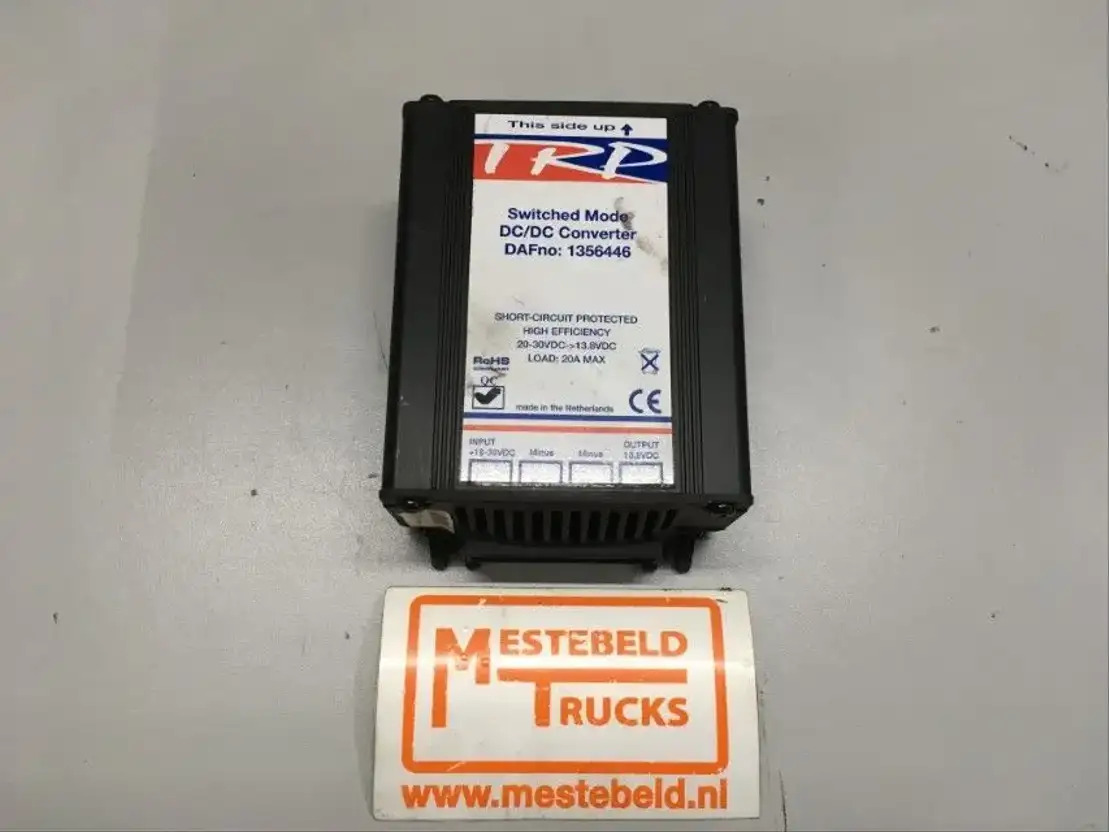 This side up
TRP
Switched Mode
DC/DC Converter
DAFno: 1356446
SHORT-CIRCUIT PROTECTED
HIGH EFFICIENCY
20-30VDC->13.8VDC
LOAD: 20A MAX
RoHS
QC
made in the Netherlands
CE
INPUT Minus Minus OUTPUT
13,8VDC
MESTEBELD
TRUCKS
www.mestebeld.nl